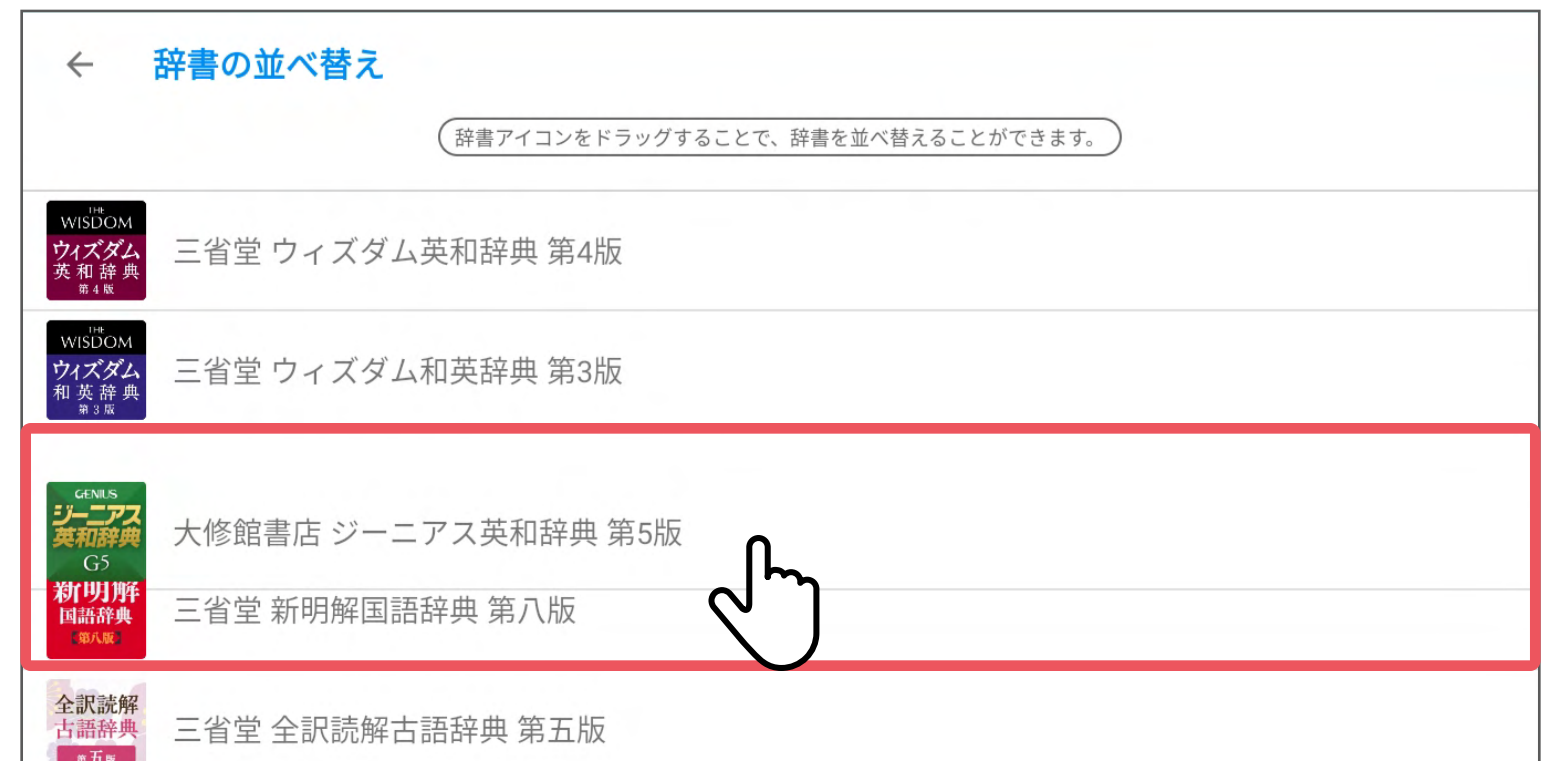 辞書の並べ替え
辞書アイコンをドラッグすることで、辞書を並べ替えることができます。
THE
WISDOM
ウィズダム
英和辞典
第4版
三省堂 ウィズダム英和辞典 第4版
THE
WISDOM
ウィズダム
和英辞典
第3版
三省堂 ウィズダム和英辞典 第3版
GENIUS
ジーニアス
英和辞典
G5
大修館書店 ジーニアス英和辞典 第5版
新明解
国語辞典
【第八版】
三省堂 新明解国語辞典 第八版
全訳読解
古語辞典
第五版
三省堂 全訳読解古語辞典 第五版